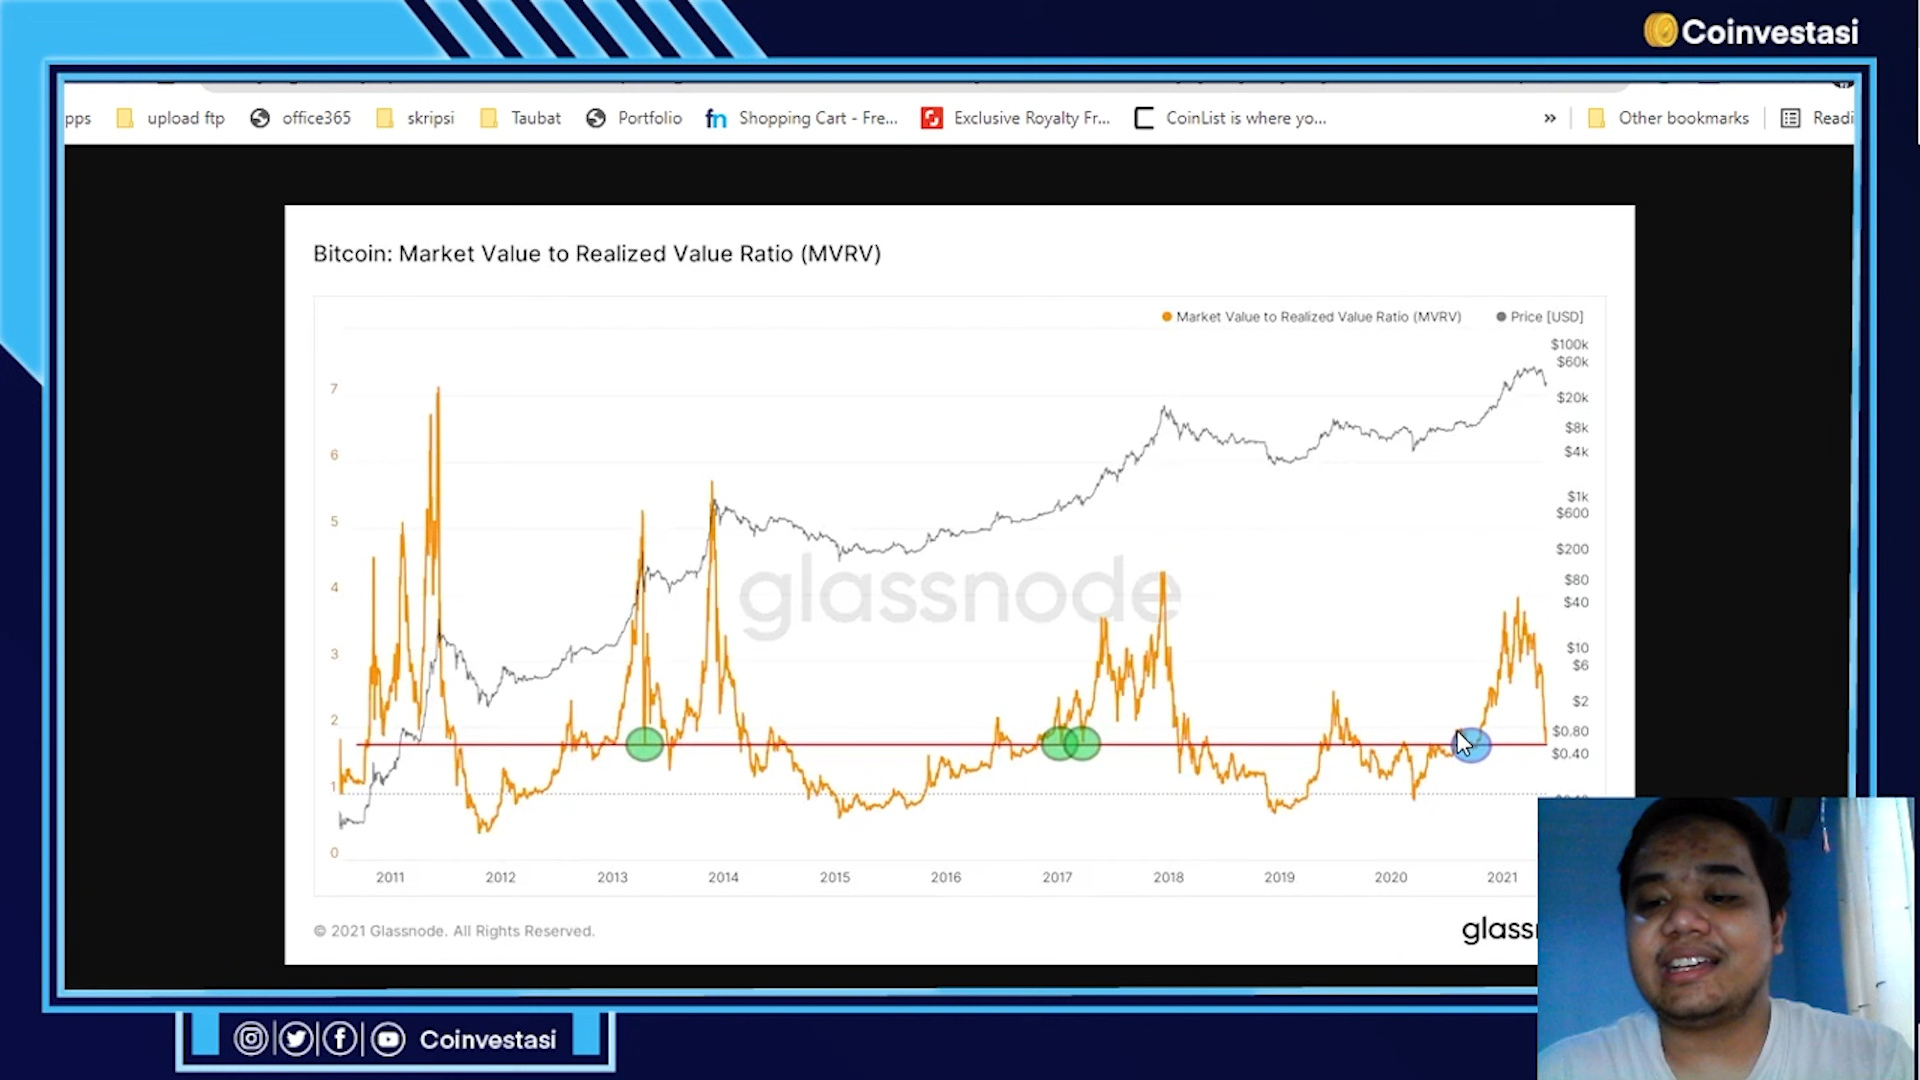 Coinvestasi
pps upload ftp office365 skripsi Taubat Portfolio fn Shopping Cart - Fre... Exclusive Royalty Fr... CoinList is where yo... » Other bookmarks Readi
Bitcoin: Market Value to Realized Value Ratio (MVRV)
Market Value to Realized Value Ratio (MVRV) Price [USD]
$100k
$60k
7
$20k
$8k
6
$4k
$1k
5
$600
$200
glassnode
4
$80
$40
3
$10
$6
2
$2
$0.80
$0.40
1
0
2011 2012 2013 2014 2015 2016 2017 2018 2019 2020 2021
© 2021 Glassnode. All Rights Reserved.
glass
Coinvestasi